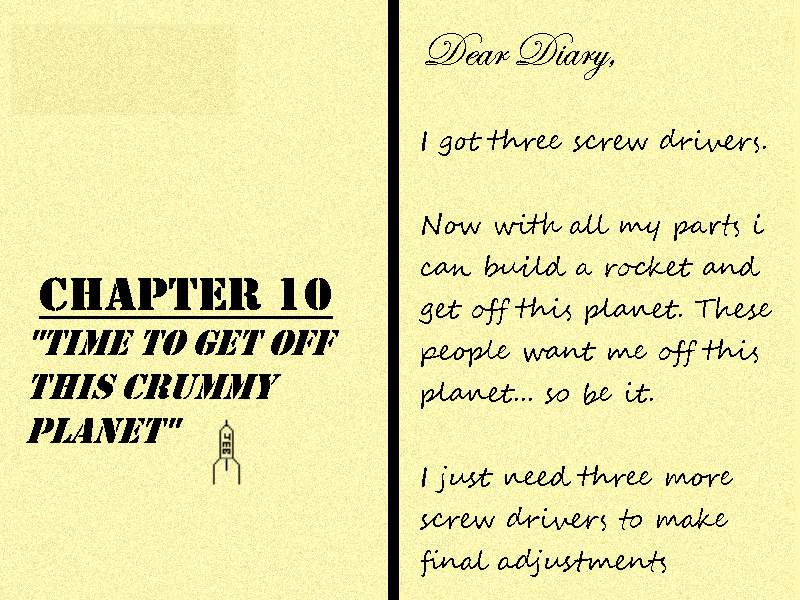 CHAPTER 10
"TIME TO GET OFF
THIS CRUMMY
PLANET"
JEB
Dear Diary,
I got three screw drivers.
Now with all my parts i
can build a rocket and
get off this planet. These
people want me off this
planet... so be it.
I just need three more
screw drivers to make
final adjustments